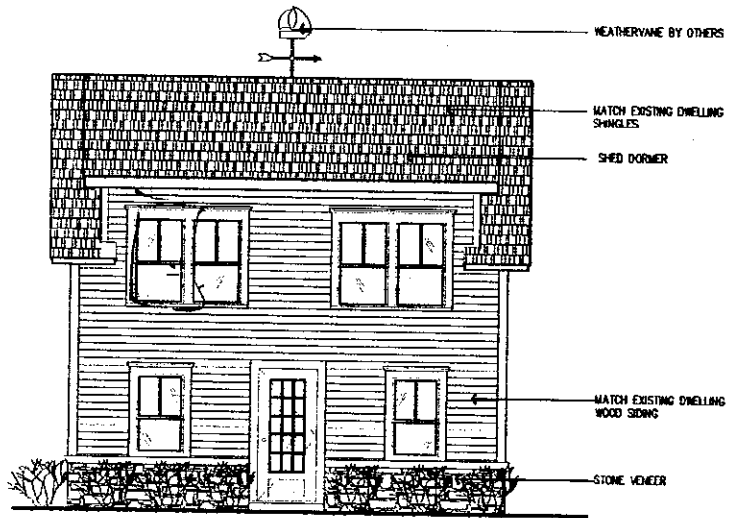 WEATHERVANE BY OTHERS
MATCH EXISTING DWELLING
SHINGLES
SHED DORMER
MATCH EXISTING DWELLING
WOOD SIDING
STONE VENEER